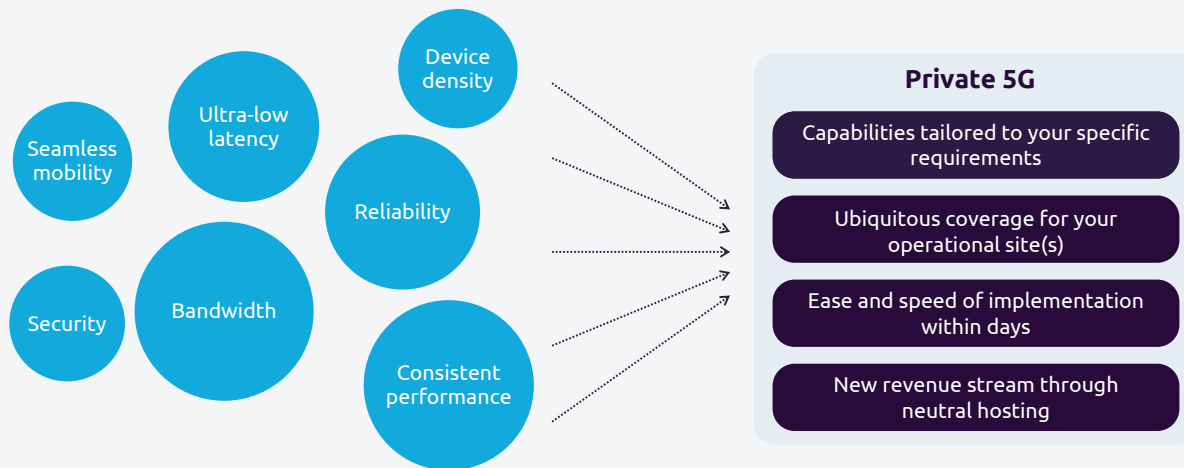 Device
density
Ultra-low
latency
Seamless
mobility
Reliability
Bandwidth
Security
Consistent
performance
Private 5G
Capabilities tailored to your specific
requirements
Ubiquitous coverage for your
operational site(s)
Ease and speed of implementation
within days
New revenue stream through
neutral hosting